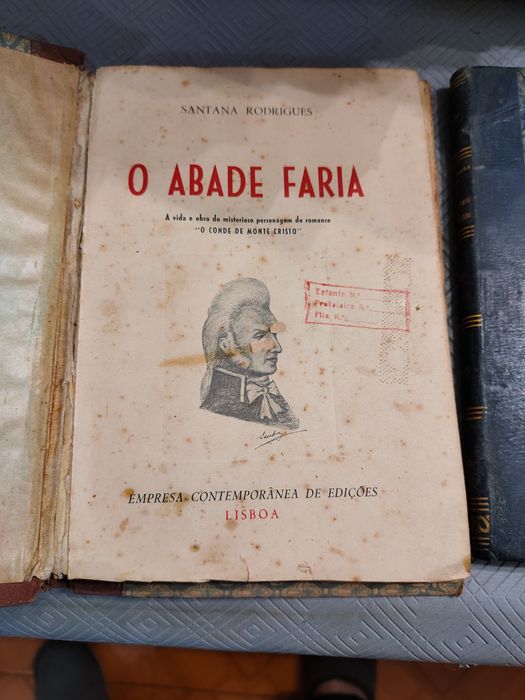 SANTANA RODRIGUES
O ABADE FARIA
A vida e obra do misterioso personagem do romance
"O CONDE DE MONTE-CRISTO"
Estante N.º
Prateleira N.º
Fila N.º
EMPRESA CONTEMPORÂNEA DE EDIÇÕES
LISBOA